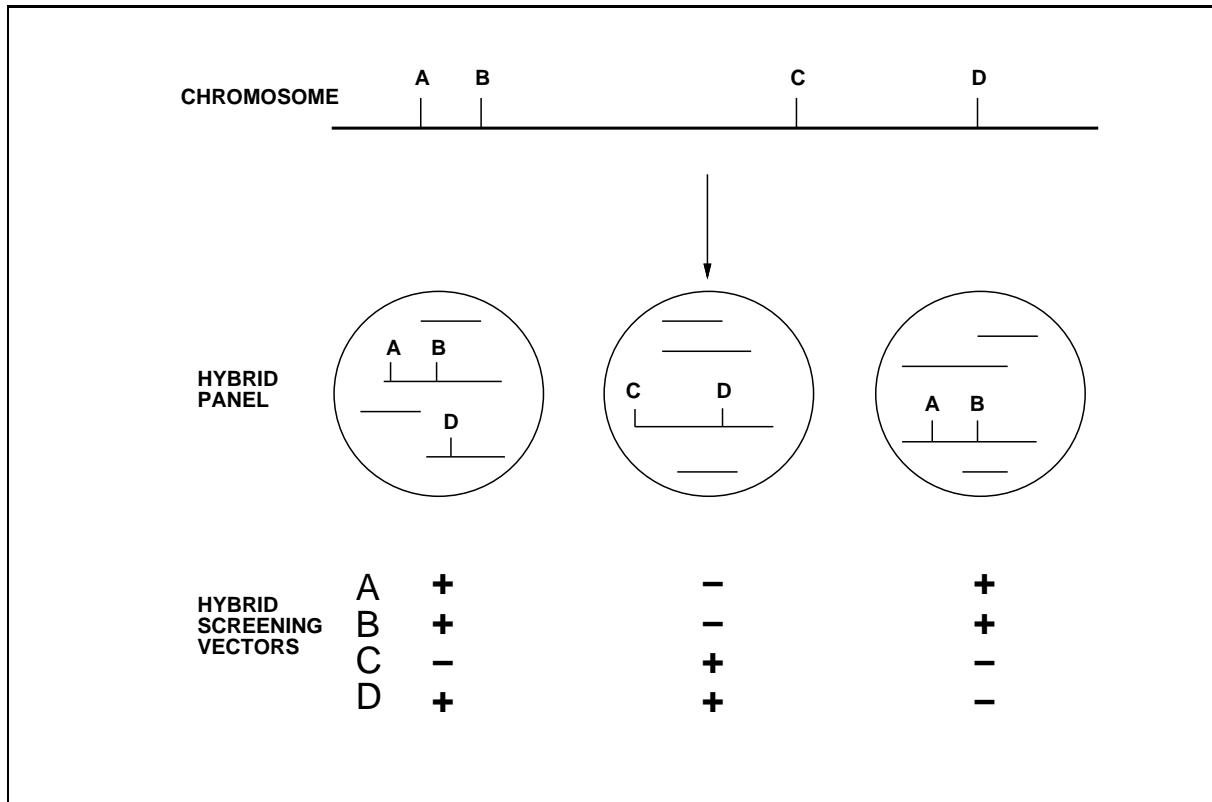 A B C D
CHROMOSOME
A B
D
C D
A B
HYBRID
PANEL
HYBRID
SCREENING
VECTORS
A + − +
B + − +
C − + −
D + + −